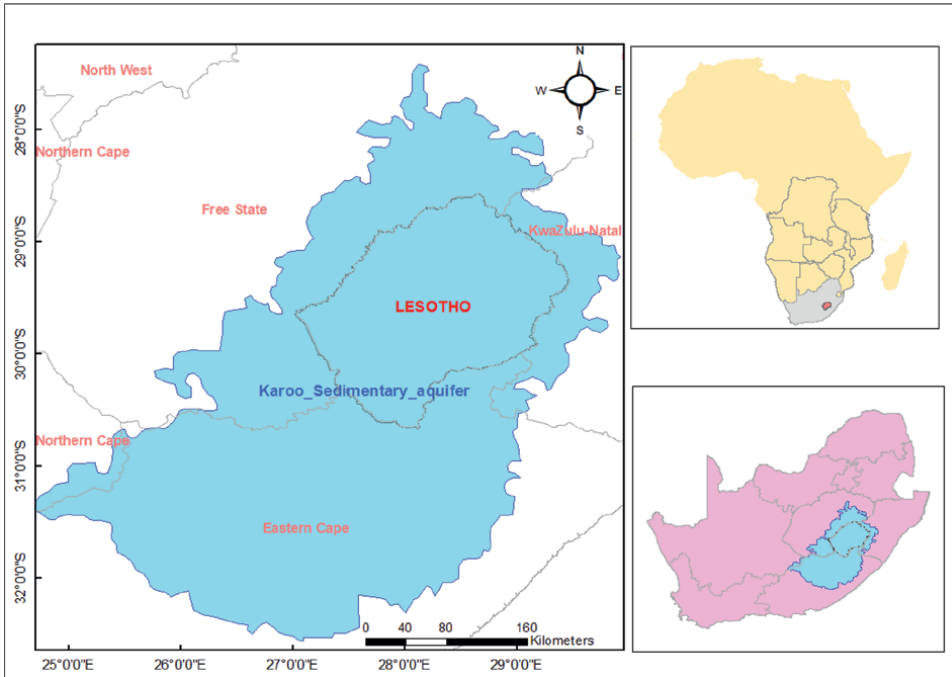 North West
N
W E
S
28°0'0"S
Northern Cape
Free State
29°0'0"S
KwaZulu-Natal
LESOTHO
30°0'0"S
Karoo_Sedimentary_aquifer
Northern Cape
31°0'0"S
Eastern Cape
32°0'0"S
0 40 80 160
Kilometers
25°0'0"E 26°0'0"E 27°0'0"E 28°0'0"E 29°0'0"E